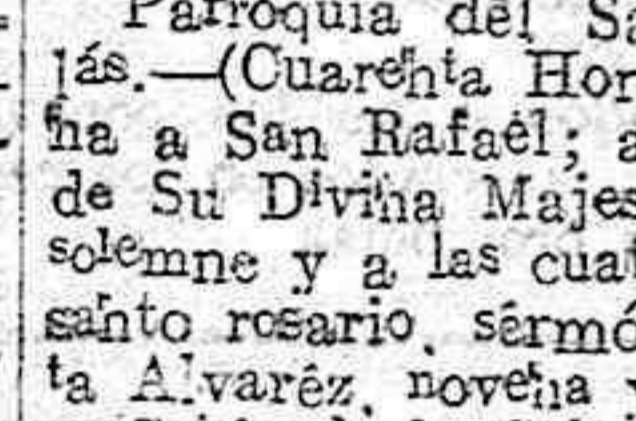 Parroquia del Sa
lás.—(Cuarenta Hor
na a San Rafael; a
de Su Divina Majes
solemne y a las cuat
santo rosario, sermó
ta Alvarez, novena y